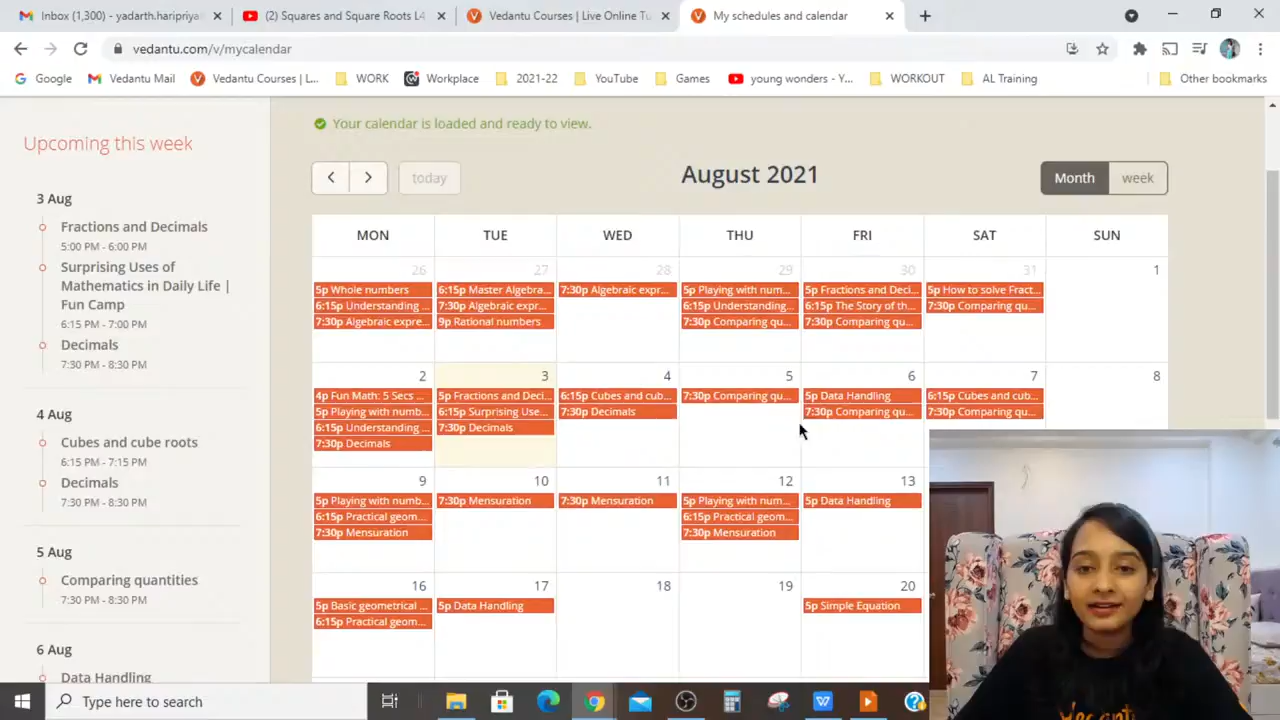 Inbox (1,300) - yadarth.haripriya
(2) Squares and Square Roots L4
Vedantu Courses | Live Online Tu
My schedules and calendar
vedantu.com/v/mycalendar
Google
Vedantu Mail
Vedantu Courses | L...
WORK
Workplace
2021-22
YouTube
Games
young wonders - Y...
WORKOUT
AL Training
Other bookmarks
Upcoming this week
3 Aug
Fractions and Decimals
5:00 PM - 6:00 PM
Surprising Uses of
Mathematics in Daily Life |
Fun Camp
6:15 PM - 7:00 PM
Decimals
7:30 PM - 8:30 PM
4 Aug
Cubes and cube roots
6:15 PM - 7:15 PM
Decimals
7:30 PM - 8:30 PM
5 Aug
Comparing quantities
7:30 PM - 8:30 PM
6 Aug
Data Handling
Your calendar is loaded and ready to view.
today
August 2021
Month
week
MON TUE WED THU FRI SAT SUN
26 27 28 29 30 31 1
5p Whole numbers
6:15p Understanding ...
7:30p Algebraic expre...
6:15p Master Algebra...
7:30p Algebraic expr...
9p Rational numbers
7:30p Algebraic expr...
5p Playing with num...
6:15p Understanding...
7:30p Comparing qu...
5p Fractions and Deci...
6:15p The Story of th...
7:30p Comparing qu...
5p How to solve Fract...
7:30p Comparing qu...
2 3 4 5 6 7 8
4p Fun Math: 5 Secs ...
5p Playing with numb...
6:15p Understanding ...
7:30p Decimals
5p Fractions and Deci...
6:15p Surprising Use...
7:30p Decimals
6:15p Cubes and cub...
7:30p Decimals
7:30p Comparing qu...
5p Data Handling
7:30p Comparing qu...
6:15p Cubes and cub...
7:30p Comparing qu...
9 10 11 12 13
5p Playing with numb...
6:15p Practical geom...
7:30p Mensuration
7:30p Mensuration
7:30p Mensuration
5p Playing with num...
6:15p Practical geom...
7:30p Mensuration
5p Data Handling
16 17 18 19 20
5p Basic geometrical ...
6:15p Practical geom...
5p Data Handling
5p Simple Equation
Type here to search